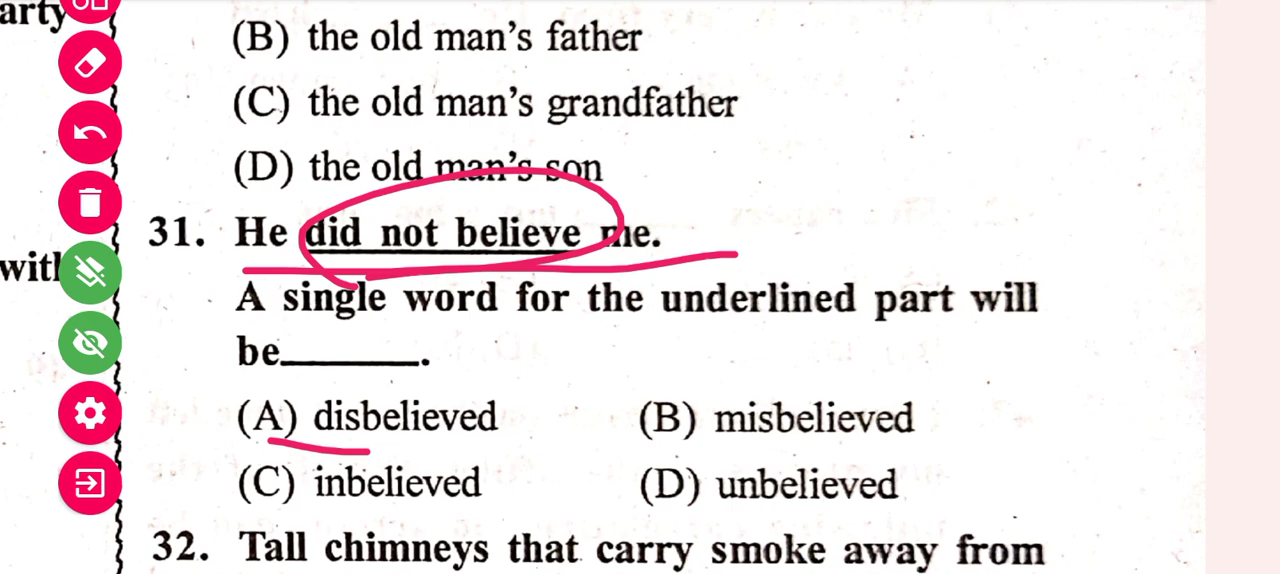 arty
(B) the old man's father
(C) the old man's grandfather
(D) the old man's son
31. He did not believe me.
with
A single word for the underlined part will
be_______.
(A) disbelieved (B) misbelieved
(C) inbelieved (D) unbelieved
32. Tall chimneys that carry smoke away from